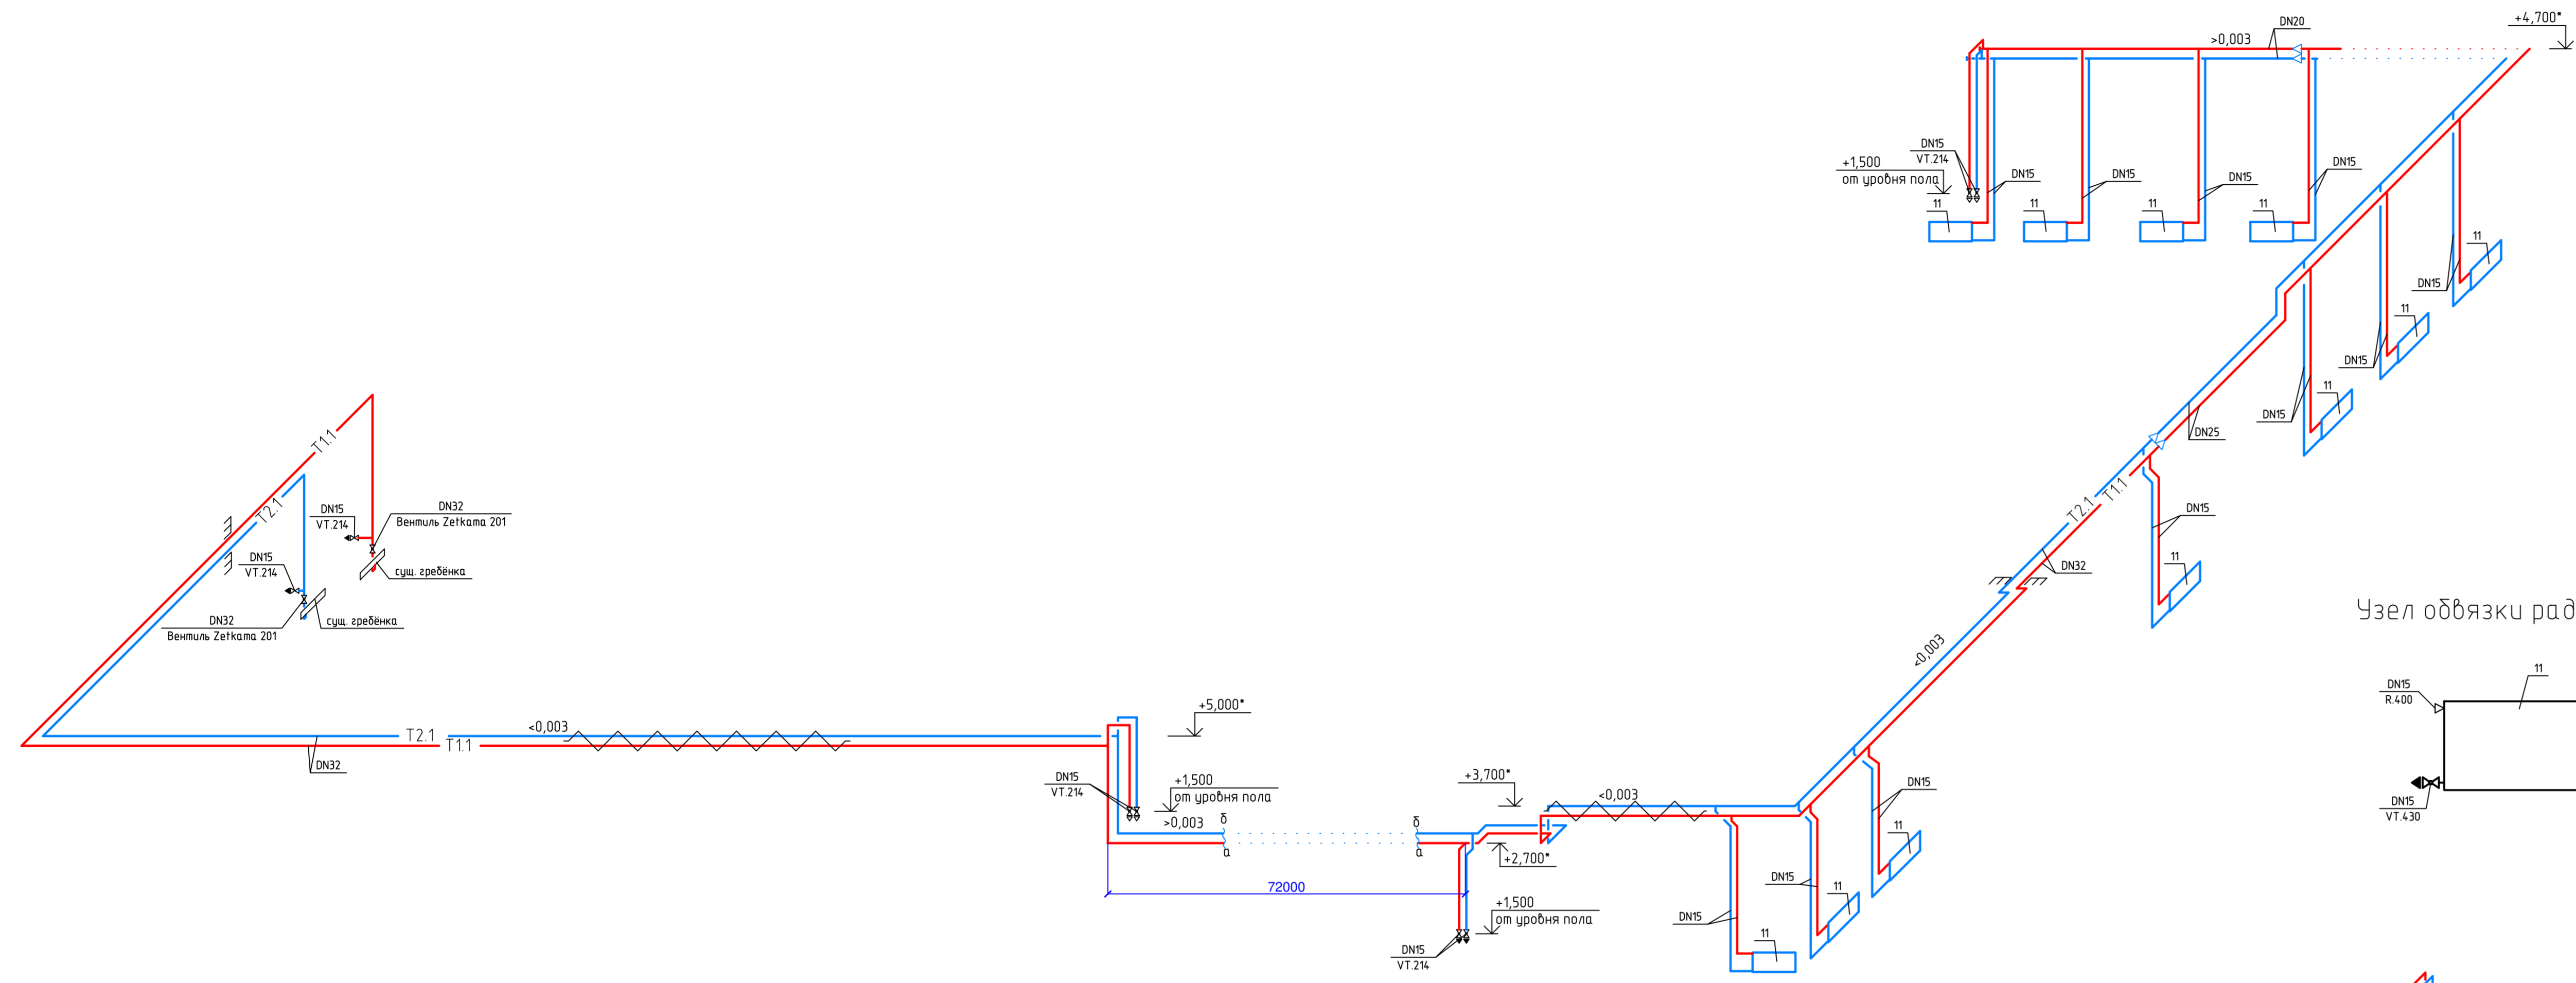 DN20
+4,700*
>0,003
DN15
VT.214
+1,500
от уровня пола
DN15
DN15
DN15
DN15
11
11
11
11
11
DN15
11
DN15
11
DN15
DN25
T1.1
T2.1
DN15
VT.214
DN32
Вентиль Zetkama 201
DN15
VT.214
сущ. гребёнка
DN32
Вентиль Zetkama 201
сущ. гребёнка
T2.1
T1.1
DN15
DN32
11
<0,003
Узел обвязки рад
11
DN15
R.400
DN15
VT.430
<0,003
T2.1
T1.1
DN32
+5,000*
DN15
VT.214
+1,500
от уровня пола
>0,003
б
а
б
а
+3,700*
<0,003
+2,700*
72000
+1,500
от уровня пола
DN15
VT.214
DN15
11
DN15
11
DN15
11